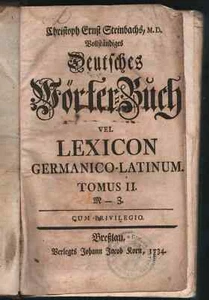 Christoph Ernst Steinbachs, M.D.
Vollständiges
Deutsches
Wörter-Buch
VEL
LEXICON
GERMANICO-LATINUM.
TOMUS II.
M — Z.
CUM PRIVILEGIO.
Breßlau,
Verlegts Johann Jacob Korn, 1734.